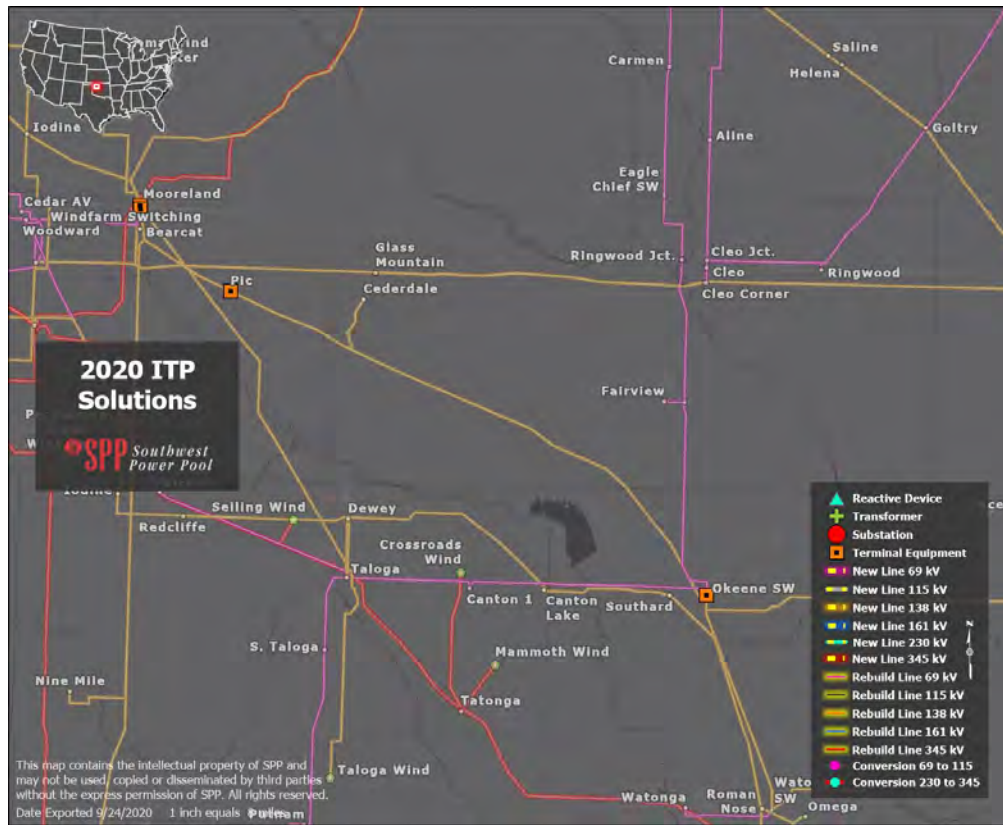 Saline
Helena
Carmen
Iodine
Goltry
Aline
Eagle
Chief SW
Mooreland
Cedar AV
Windfarm Switching
Woodward
Bearcat
Glass
Mountain
Ringwood Jct.
Cleo Jct.
Cleo
Ringwood
Pic
Cederdale
Cleo Corner
2020 ITP
Solutions
SPP Southwest
Power Pool
Fairview
Redcliffe
Seiling Wind
Dewey
Crossroads
Wind
Taloga
Canton 1
Canton
Lake
Southard
Okeene SW
S. Taloga
Mammoth Wind
Nine Mile
Tatonga
Taloga Wind
Watonga
Roman
Nose
SW
Omega
Putnam
Reactive Device
Transformer
Substation
Terminal Equipment
New Line 69 kV
New Line 115 kV
New Line 138 kV
New Line 161 kV
New Line 230 kV
New Line 345 kV
Rebuild Line 69 kV
Rebuild Line 115 kV
Rebuild Line 138 kV
Rebuild Line 161 kV
Rebuild Line 345 kV
Conversion 69 to 115
Conversion 230 to 345
N
This map contains the intellectual property of SPP and
may not be used, copied or disseminated by third parties
without the express permission of SPP. All rights reserved.
Date Exported 9/24/2020 1 inch equals 8 miles